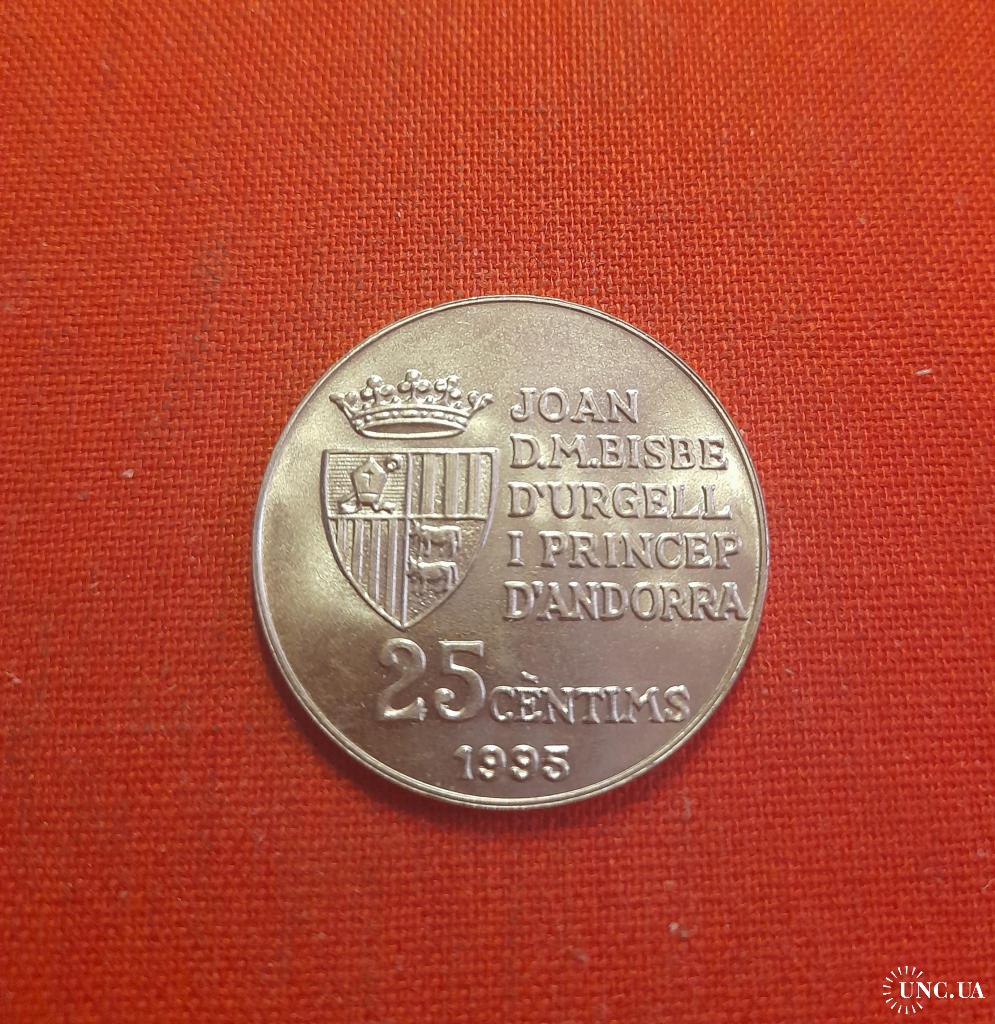 JOAN
D.M.BISBE
D'URGELL
I PRINCEP
D'ANDORRA
25 CÈNTIMS
1995
UNC.UA